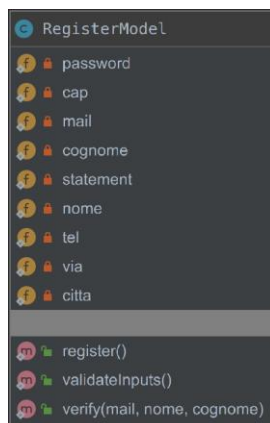 RegisterModel
password
cap
mail
cognome
statement
nome
tel
via
citta
register()
validateInputs()
verify(mail, nome, cognome)